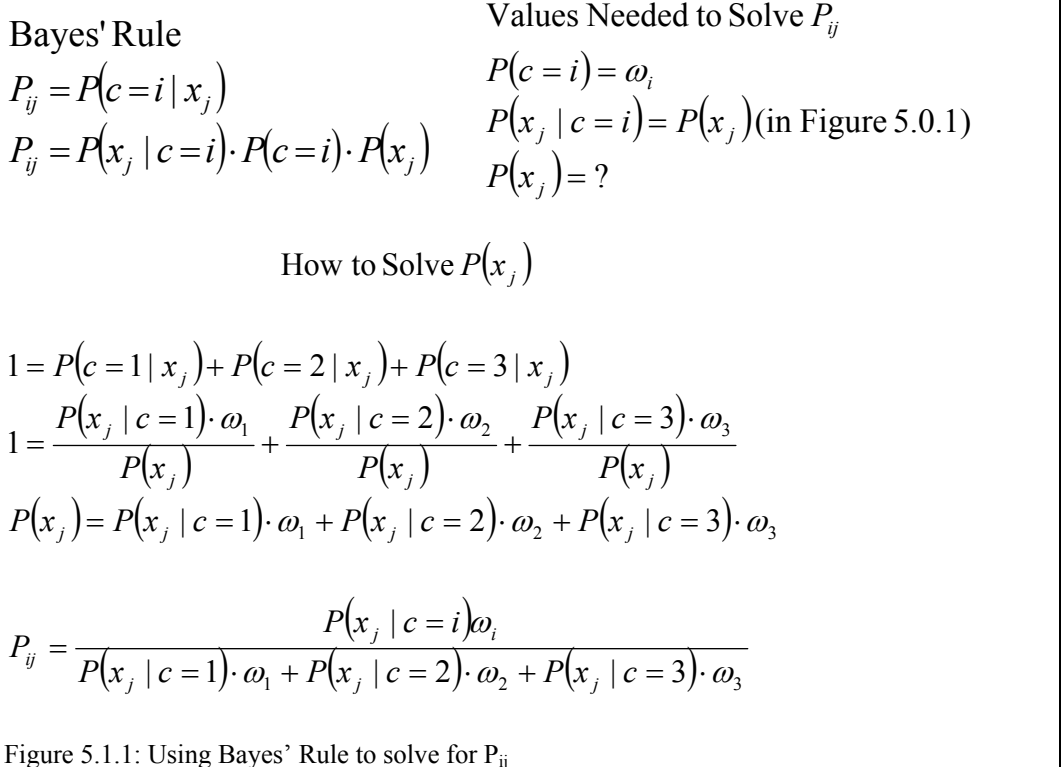 Bayes' Rule
P_ij = P(c = i | x_j)
P_ij = P(x_j | c = i) · P(c = i) · P(x_j)
Values Needed to Solve P_ij
P(c = i) = ω_i
P(x_j | c = i) = P(x_j) (in Figure 5.0.1)
P(x_j) = ?
How to Solve P(x_j)
1 = P(c = 1 | x_j) + P(c = 2 | x_j) + P(c = 3 | x_j)
1 = \frac{P(x_j | c = 1) · ω_1}{P(x_j)} + \frac{P(x_j | c = 2) · ω_2}{P(x_j)} + \frac{P(x_j | c = 3) · ω_3}{P(x_j)}
P(x_j) = P(x_j | c = 1) · ω_1 + P(x_j | c = 2) · ω_2 + P(x_j | c = 3) · ω_3
P_ij = \frac{P(x_j | c = i)ω_i}{P(x_j | c = 1) · ω_1 + P(x_j | c = 2) · ω_2 + P(x_j | c = 3) · ω_3}
Figure 5.1.1: Using Bayes’ Rule to solve for P_ij